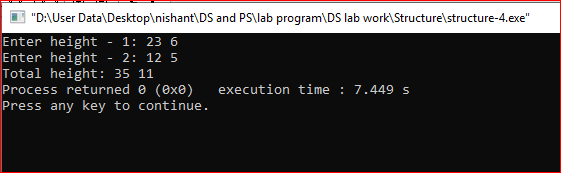 "D:\User Data\Desktop\nishant\DS and PS\lab program\DS lab work\Structure\structure-4.exe"
Enter height - 1: 23 6
Enter height - 2: 12 5
Total height: 35 11
Process returned 0 (0x0)   execution time : 7.449 s
Press any key to continue.